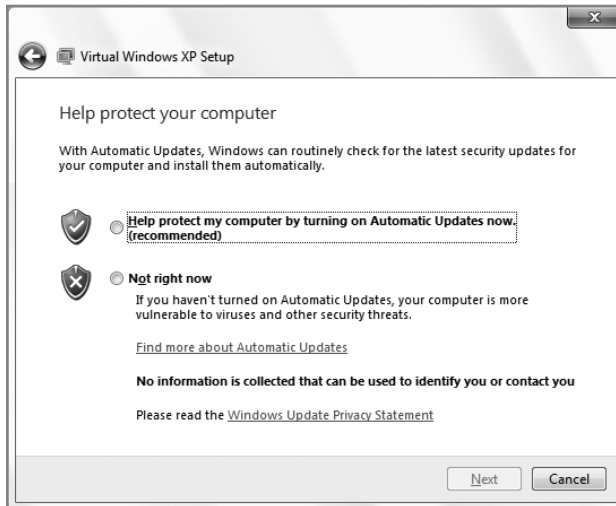 Virtual Windows XP Setup
Help protect your computer
With Automatic Updates, Windows can routinely check for the latest security updates for
your computer and install them automatically.
Help protect my computer by turning on Automatic Updates now.
(recommended)
Not right now
If you haven't turned on Automatic Updates, your computer is more
vulnerable to viruses and other security threats.
Find more about Automatic Updates
No information is collected that can be used to identify you or contact you
Please read the Windows Update Privacy Statement
Next Cancel